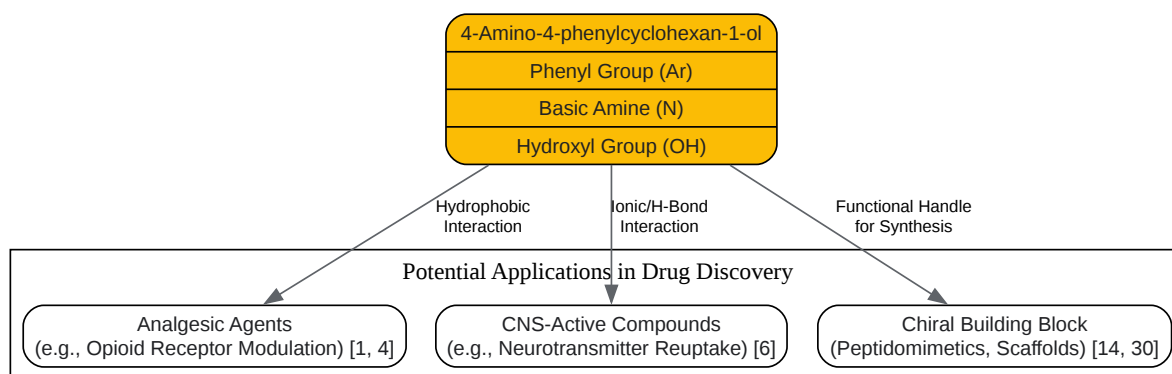 4-Amino-4-phenylcyclohexan-1-ol
Phenyl Group (Ar)
Basic Amine (N)
Hydroxyl Group (OH)
Hydrophobic
Interaction
Ionic/H-Bond
Interaction
Functional Handle
for Synthesis
Potential Applications in Drug Discovery
Analgesic Agents
(e.g., Opioid Receptor Modulation) [1, 4]
CNS-Active Compounds
(e.g., Neurotransmitter Reuptake) [6]
Chiral Building Block
(Peptidomimetics, Scaffolds) [14, 30]